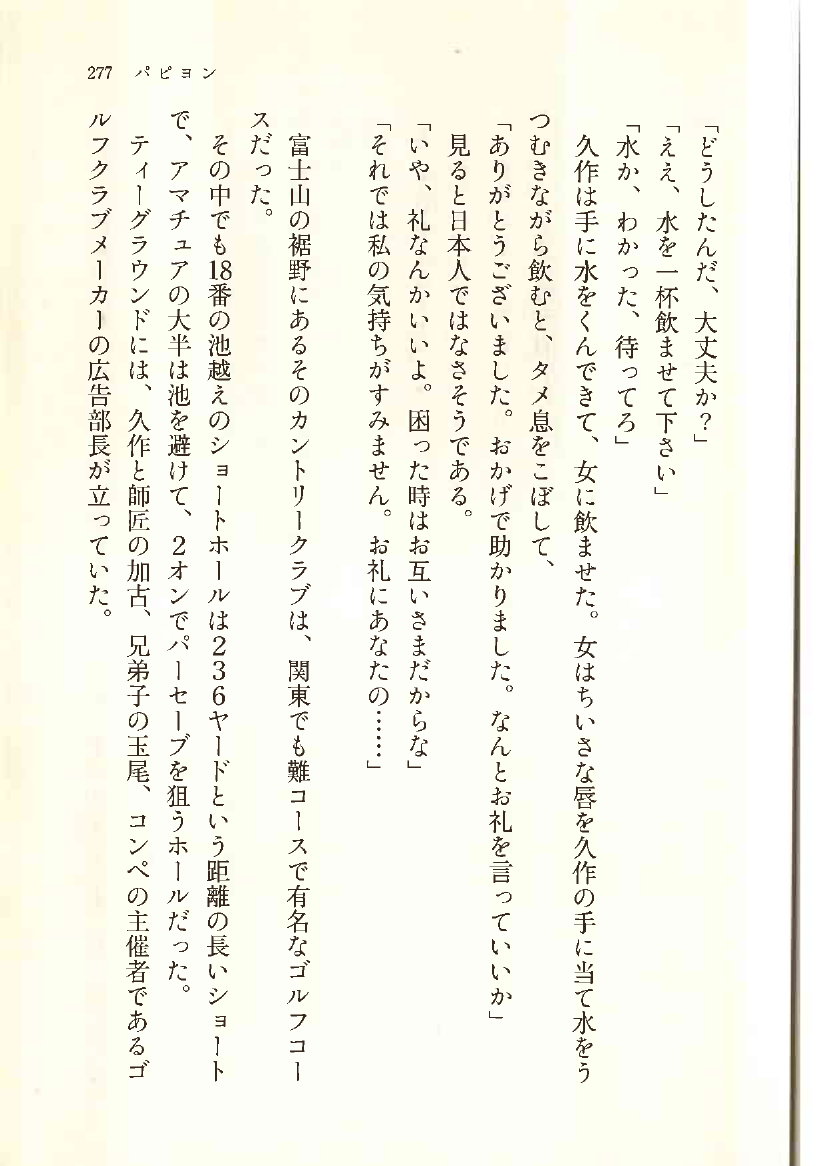 277 パピヨン
「どうしたんだ、大丈夫か?」
「ええ、水を一杯飲ませて下さい」
「水か、わかった、待ってろ」
久作は手に水をくんできて、女に飲ませた。女はちいさな唇を久作の手に当て水をう
つむきながら飲むと、タメ息をこぼして、
「ありがとうございました。おかげで助かりました。なんとお礼を言っていいか」
見ると日本人ではなさそうである。
「いや、礼なんかいいよ。困った時はお互いさまだからな」
「それでは私の気持ちがすみません。お礼にあなたの……」
富士山の裾野にあるそのカントリークラブは、関東でも難コースで有名なゴルフコー
スだった。
その中でも18番の池越えのショートホールは236ヤードという距離の長いショート
で、アマチュアの大半は池を避けて、2オンでパーセーブを狙うホールだった。
ティーグラウンドには、久作と師匠の加古、兄弟子の玉尾、コンペの主催者であるゴ
ルフクラブメーカーの広告部長が立っていた。